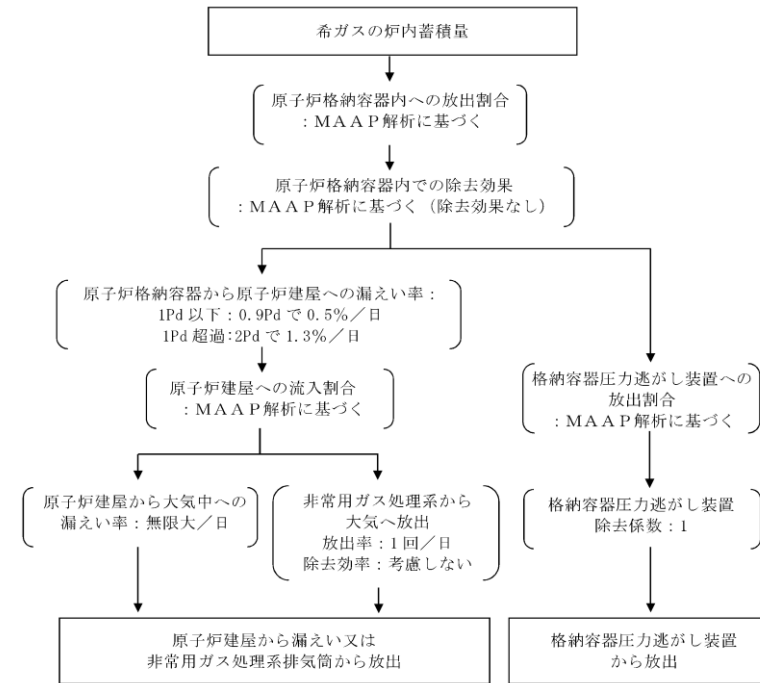 希ガスの炉内蓄積量
原子炉格納容器内への放出割合
：ＭＡＡＰ解析に基づく
原子炉格納容器内での除去効果
：ＭＡＡＰ解析に基づく（除去効果なし）
原子炉格納容器から原子炉建屋への漏えい率：
1Pd 以下：0.9Pd で 0.5％／日
1Pd 超過：2Pd で 1.3％／日
原子炉建屋への流入割合
：ＭＡＡＰ解析に基づく
格納容器圧力逃がし装置への
放出割合
：ＭＡＡＰ解析に基づく
原子炉建屋から大気中への
漏えい率：無限大／日
非常用ガス処理系から
大気へ放出
放出率：1 回／日
除去効率：考慮しない
格納容器圧力逃がし装置
除去係数：1
原子炉建屋から漏えい又は
非常用ガス処理系排気筒から放出
格納容器圧力逃がし装置
から放出